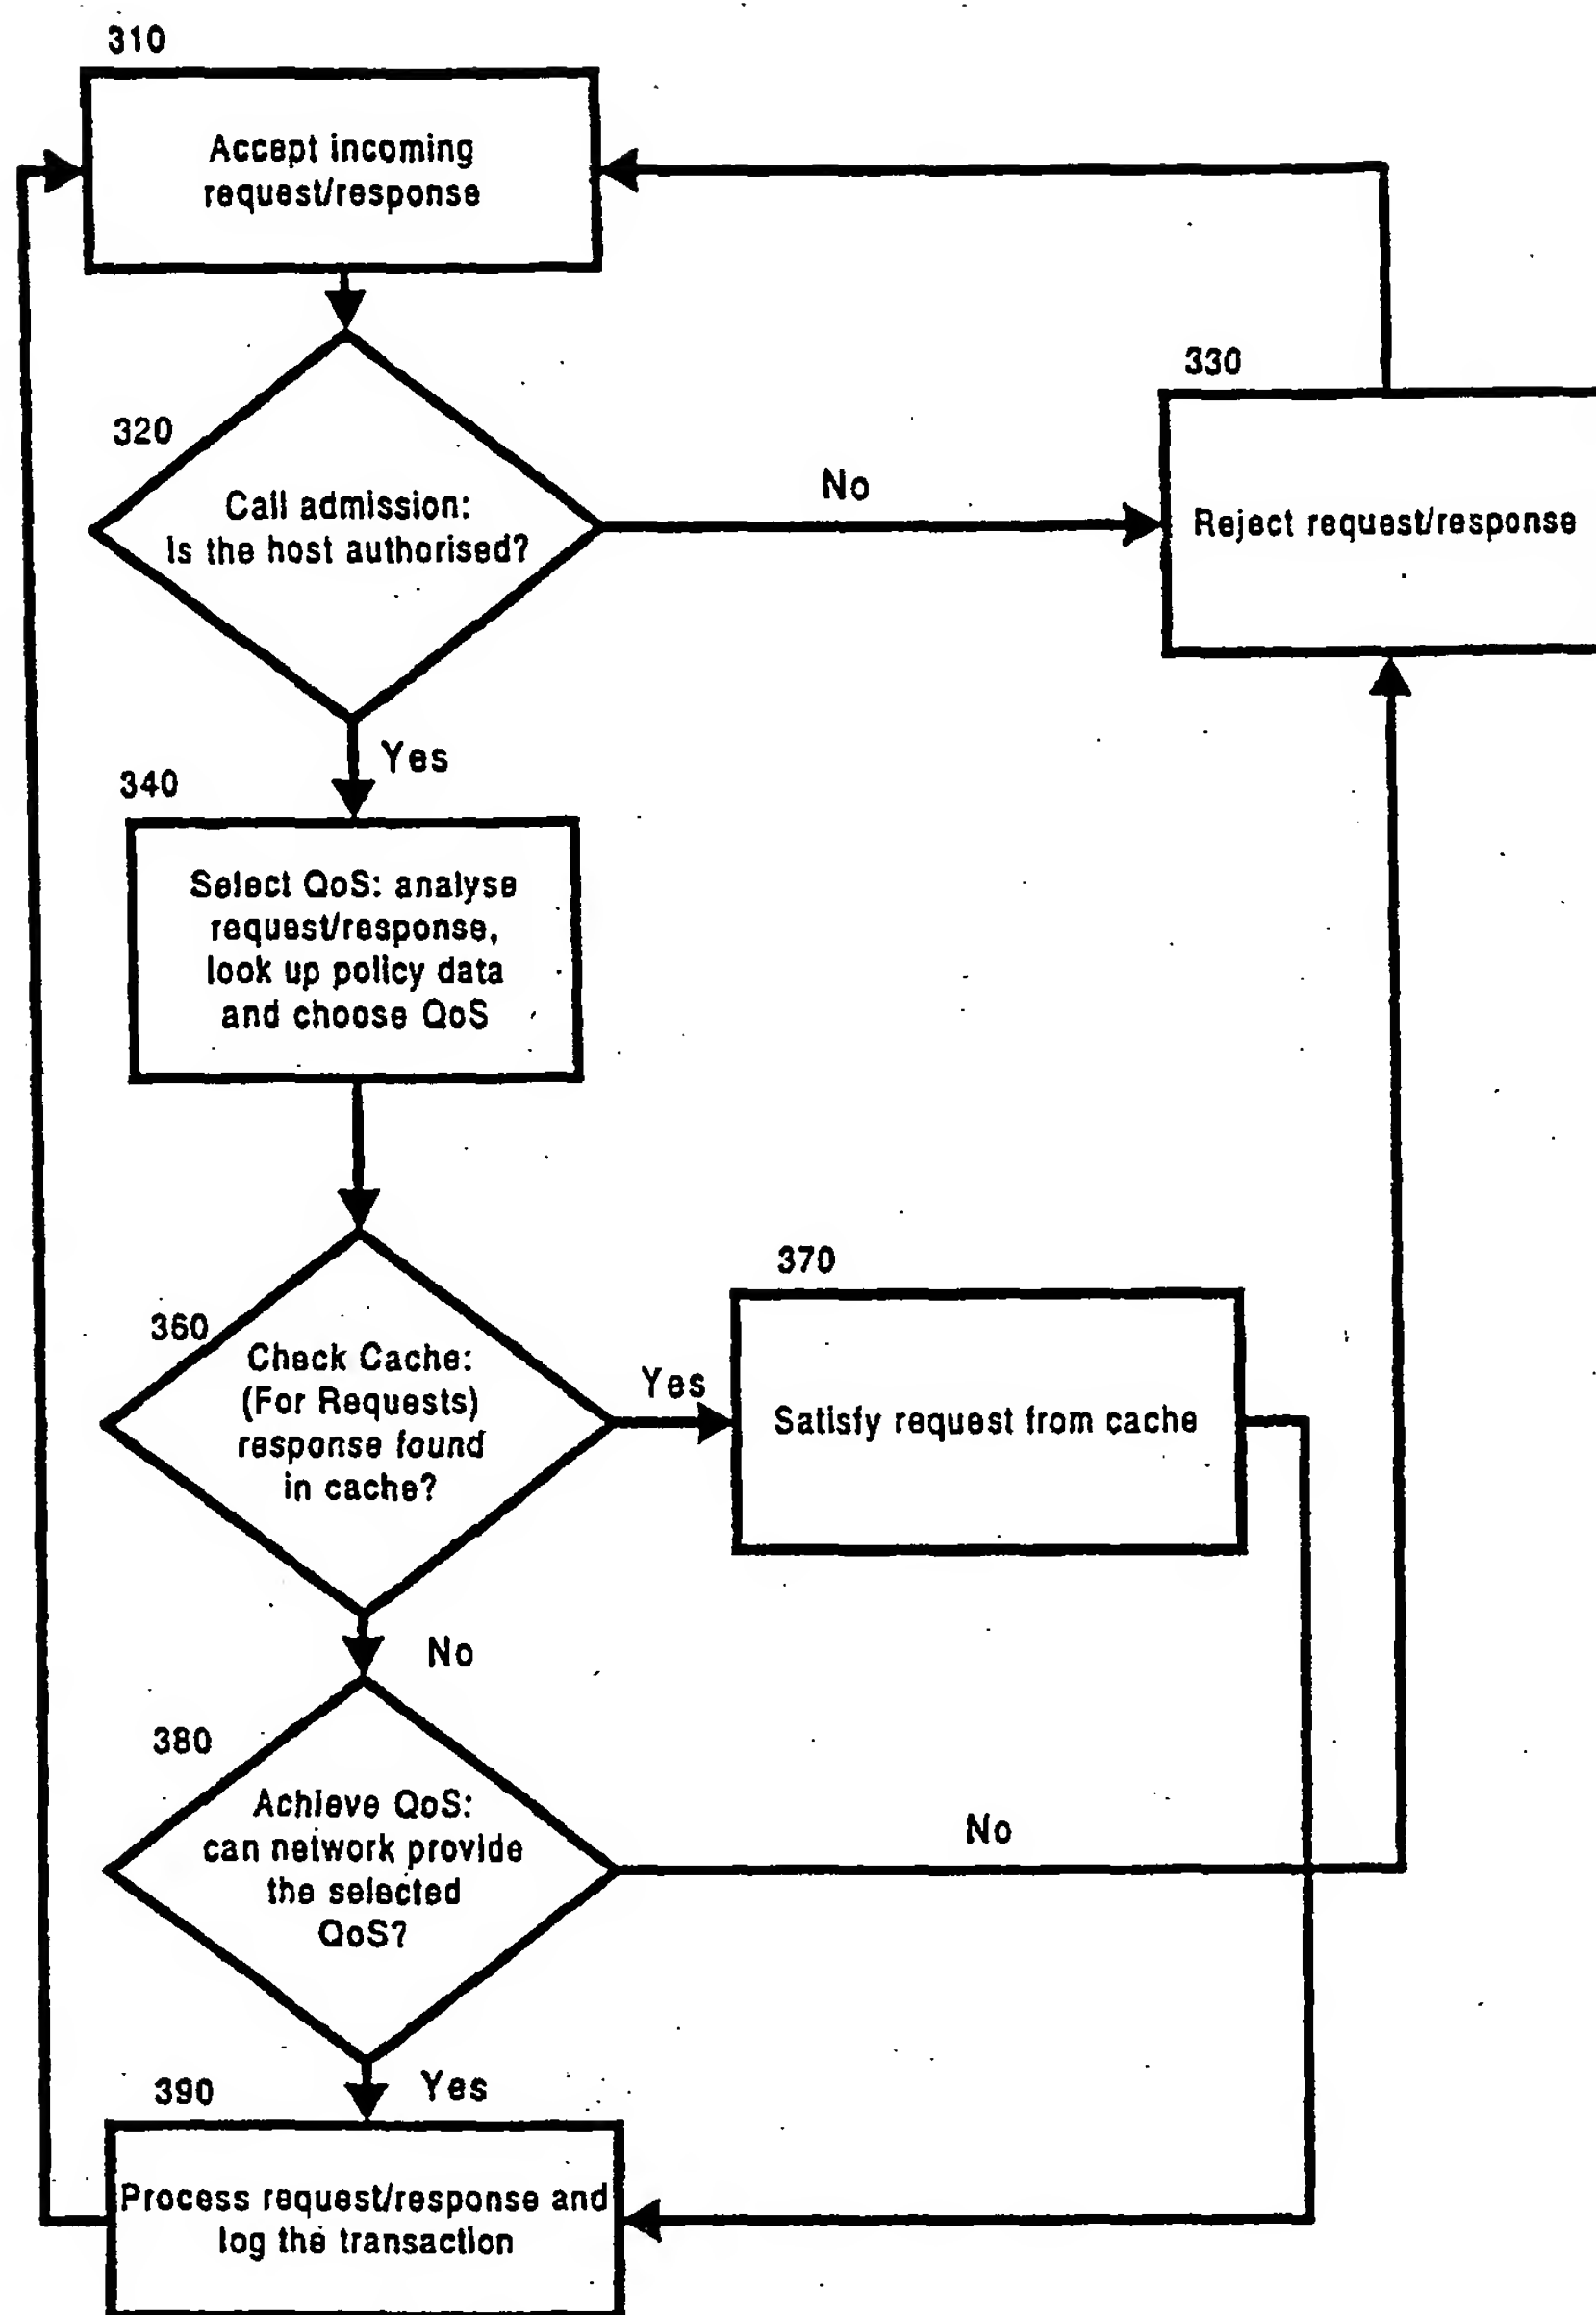 310
Accept incoming
request/response
330
320
No
Call admission:
Is the host authorised?
Reject request/response
Yes
340
Select QoS: analyse
request/response,
look up policy data
and choose QoS
370
360
Check Cache:
(For Requests)
response found
in cache?
Yes
Satisfy request from cache
No
380
Achieve QoS:
can network provide
the selected
QoS?
No
Yes
390
Process request/response and
log the transaction